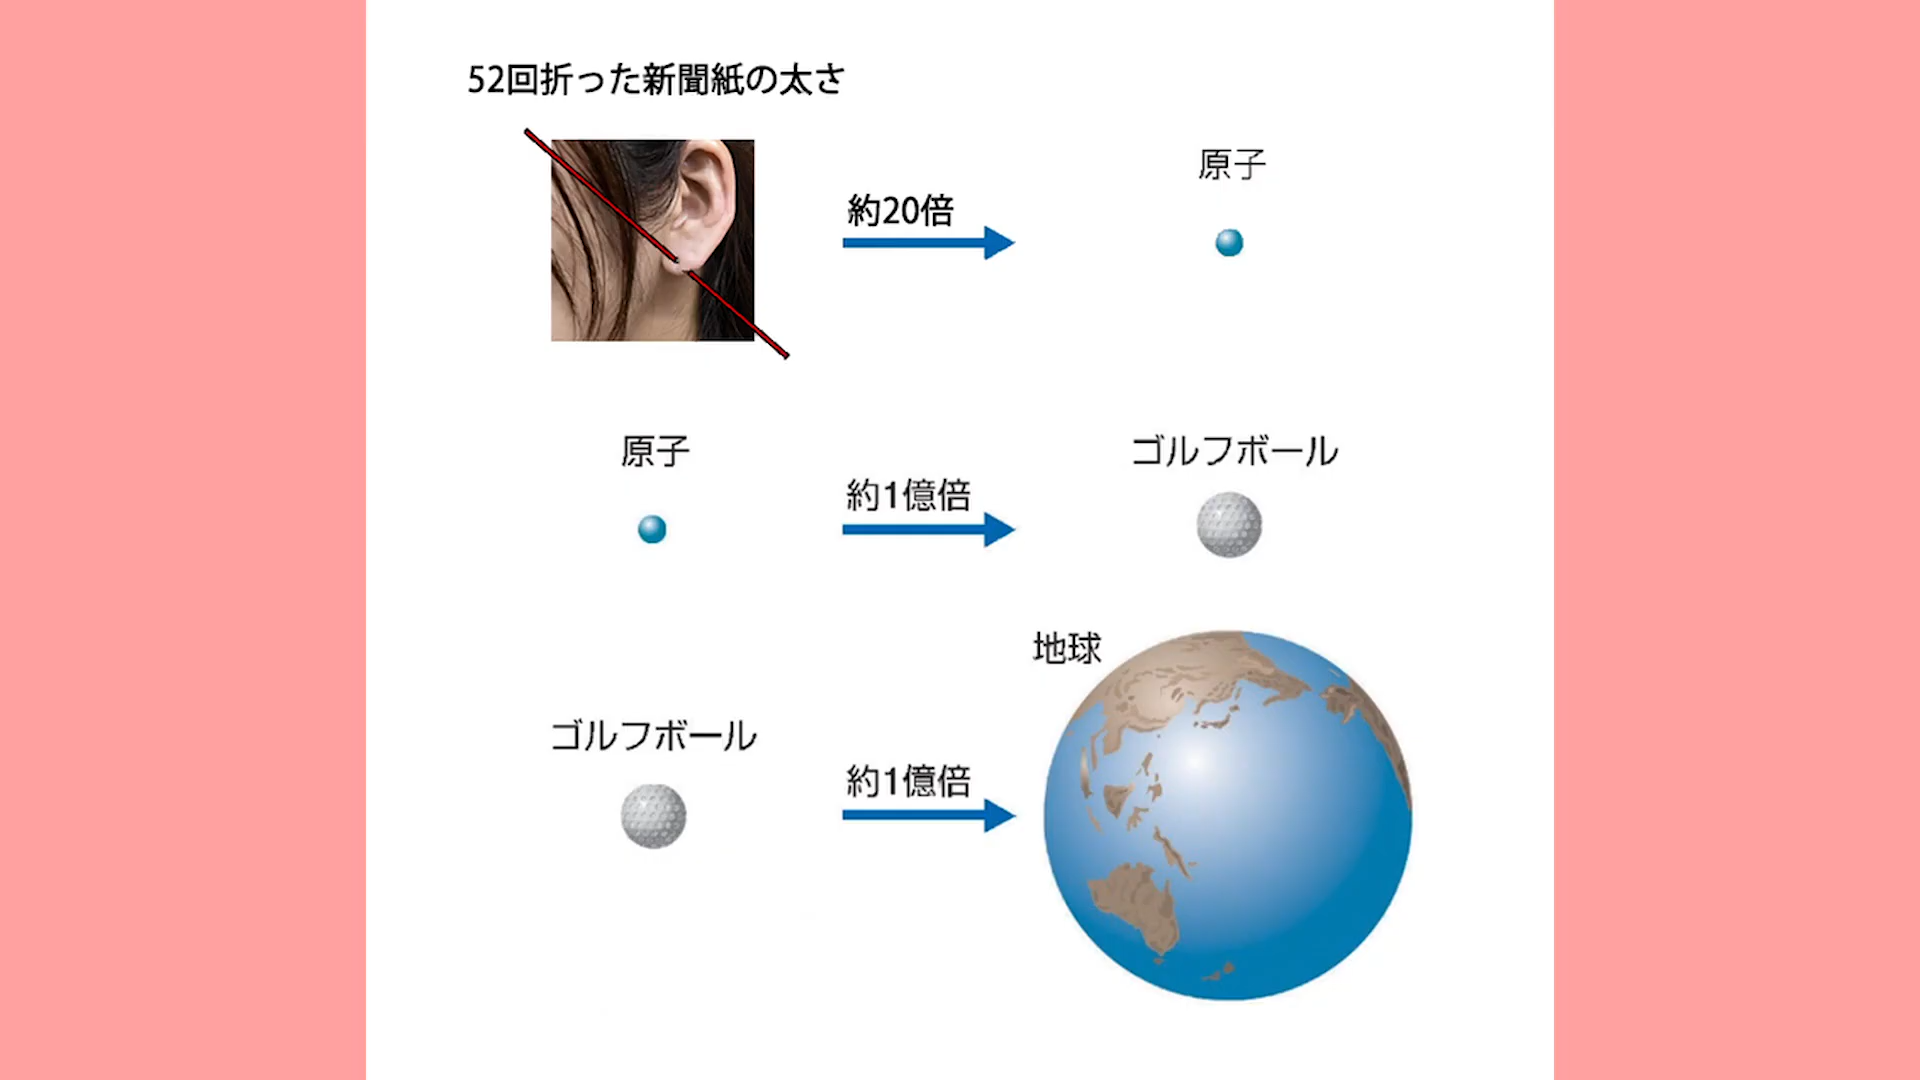 52回折った新聞紙の太さ
約20倍
原子
原子
約1億倍
ゴルフボール
ゴルフボール
約1億倍
地球